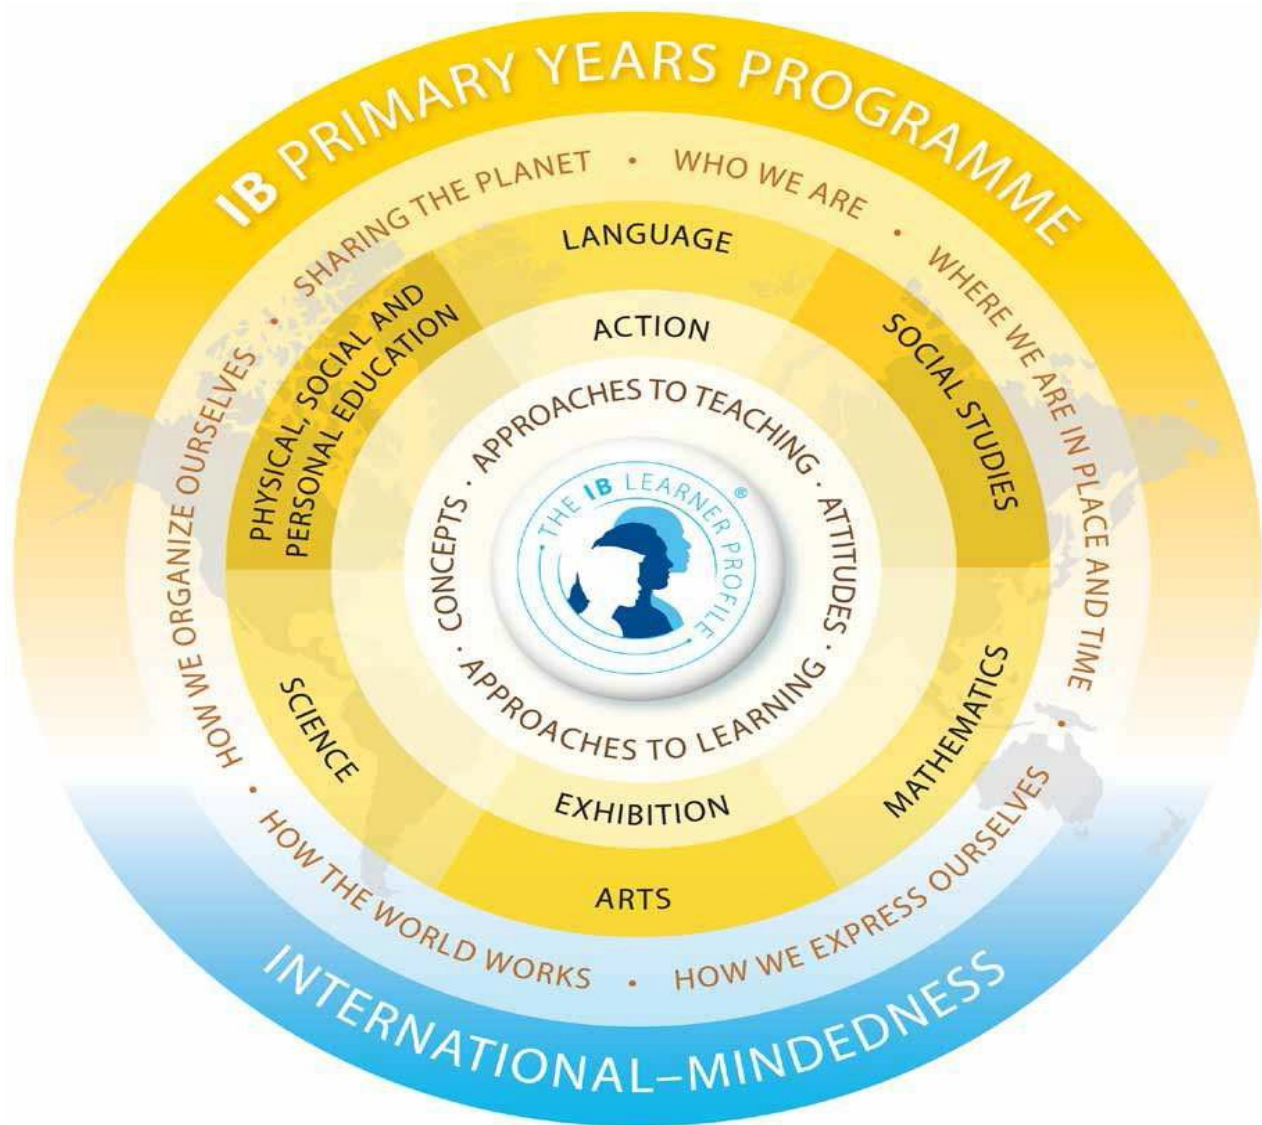 IB PRIMARY YEARS PROGRAMME
SHARING THE PLANET • WHO WE ARE • WHERE WE ARE IN PLACE AND TIME • HOW WE EXPRESS OURSELVES • HOW THE WORLD WORKS • HOW WE ORGANIZE OURSELVES •
LANGUAGE
SOCIAL STUDIES
MATHEMATICS
ARTS
SCIENCE
PHYSICAL, SOCIAL AND
PERSONAL EDUCATION
ACTION
EXHIBITION
APPROACHES TO TEACHING · ATTITUDES · APPROACHES TO LEARNING · CONCEPTS ·
• THE IB LEARNER PROFILE • ®
INTERNATIONAL–MINDEDNESS